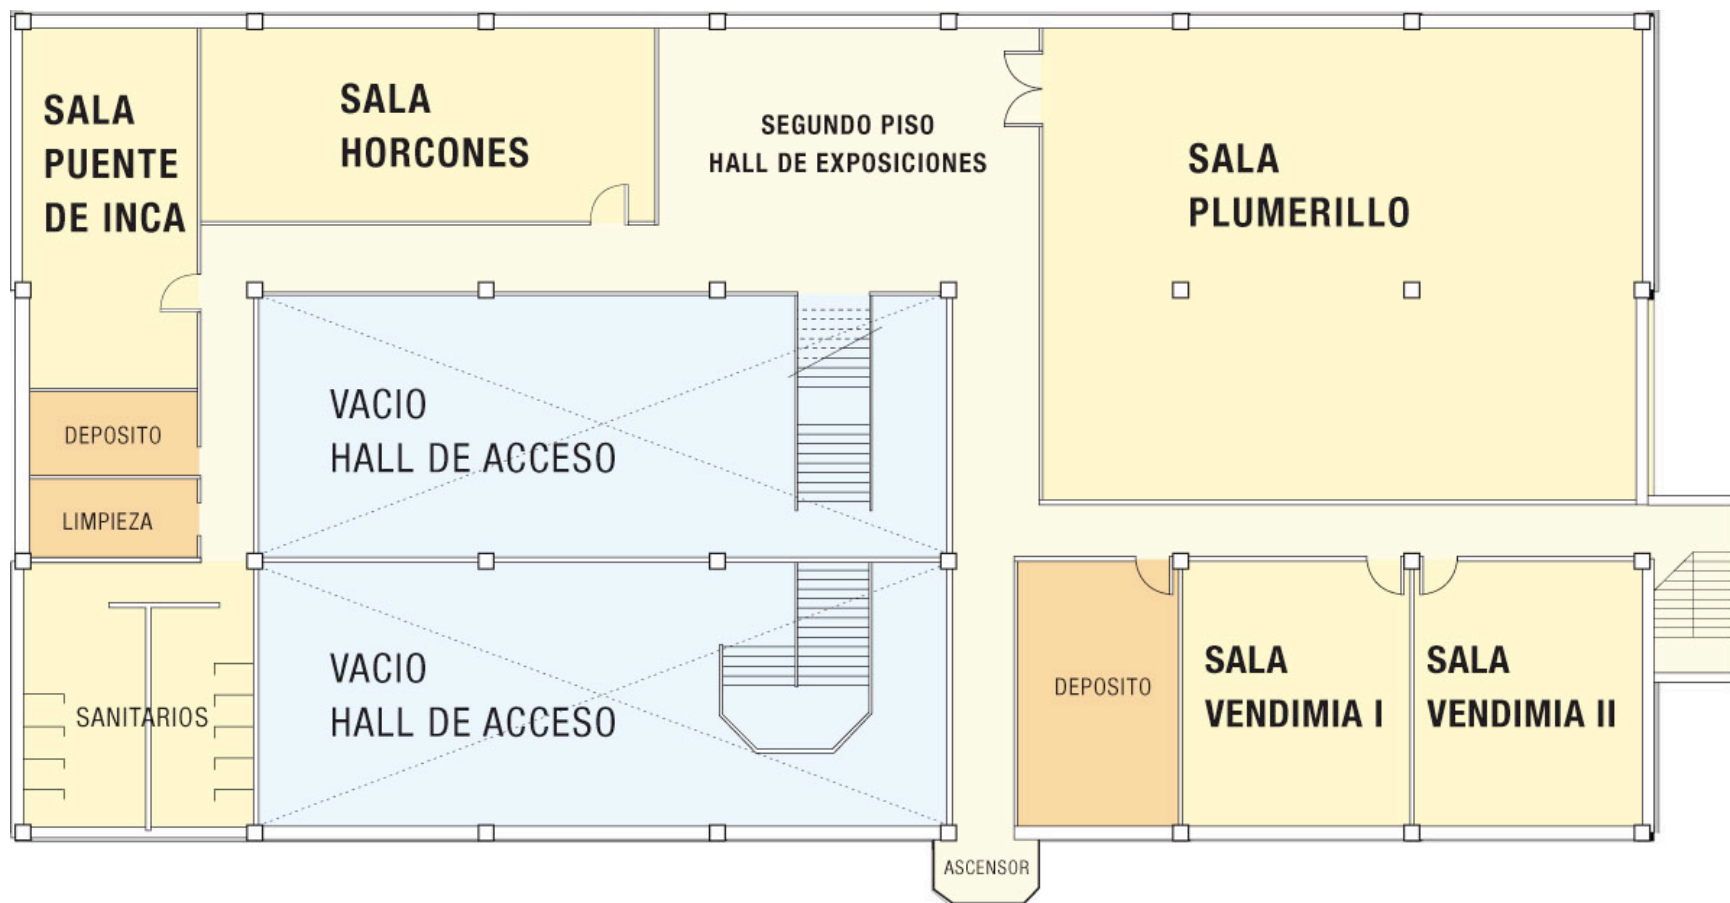 SALA
PUENTE
DE INCA
SALA
HORCONES
SEGUNDO PISO
HALL DE EXPOSICIONES
SALA
PLUMERILLO
VACIO
HALL DE ACCESO
DEPOSITO
LIMPIEZA
SANITARIOS
VACIO
HALL DE ACCESO
DEPOSITO
SALA
VENDIMIA I
SALA
VENDIMIA II
ASCENSOR